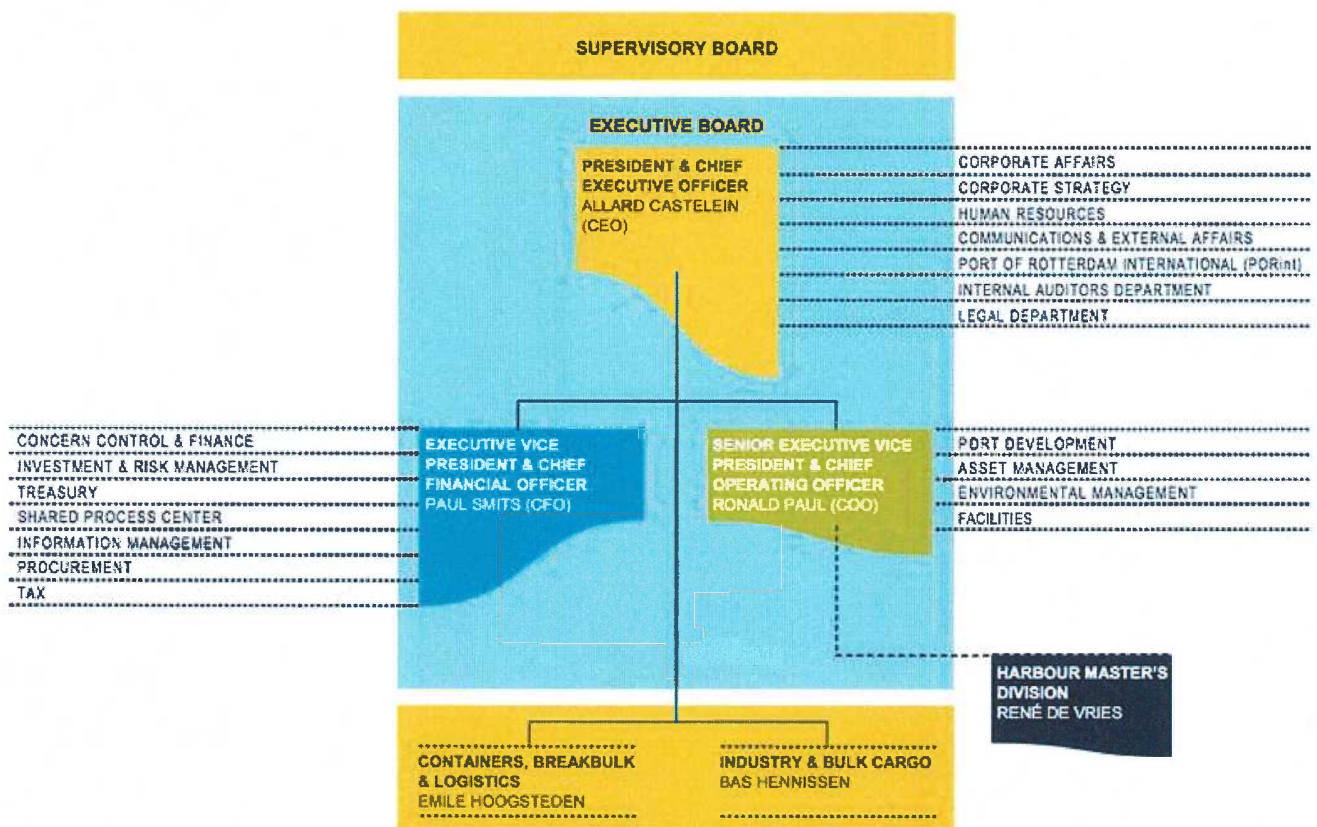 SUPERVISORY BOARD
EXECUTIVE BOARD
PRESIDENT & CHIEF
EXECUTIVE OFFICER
ALLARD CASTELEIN
(CEO)
CORPORATE AFFAIRS
CORPORATE STRATEGY
HUMAN RESOURCES
COMMUNICATIONS & EXTERNAL AFFAIRS
PORT OF ROTTERDAM INTERNATIONAL (PORint)
INTERNAL AUDITORS DEPARTMENT
LEGAL DEPARTMENT
CONCERN CONTROL & FINANCE
INVESTMENT & RISK MANAGEMENT
TREASURY
SHARED PROCESS CENTER
INFORMATION MANAGEMENT
PROCUREMENT
TAX
EXECUTIVE VICE
PRESIDENT & CHIEF
FINANCIAL OFFICER
PAUL SMITS (CFO)
SENIOR EXECUTIVE VICE
PRESIDENT & CHIEF
OPERATING OFFICER
RONALD PAUL (COO)
PORT DEVELOPMENT
ASSET MANAGEMENT
ENVIRONMENTAL MANAGEMENT
FACILITIES
HARBOUR MASTER'S
DIVISION
RENÉ DE VRIES
CONTAINERS, BREAKBULK
& LOGISTICS
EMILE HOOGSTEDEN
INDUSTRY & BULK CARGO
BAS HENNISSEN